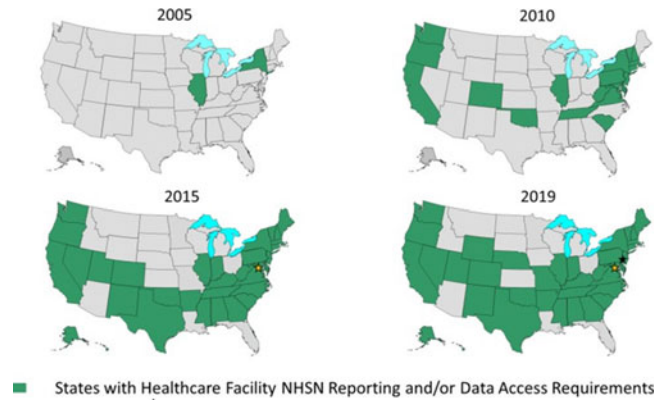 2005 2010
2015 2019
States with Healthcare Facility NHSN Reporting and/or Data Access Requirements